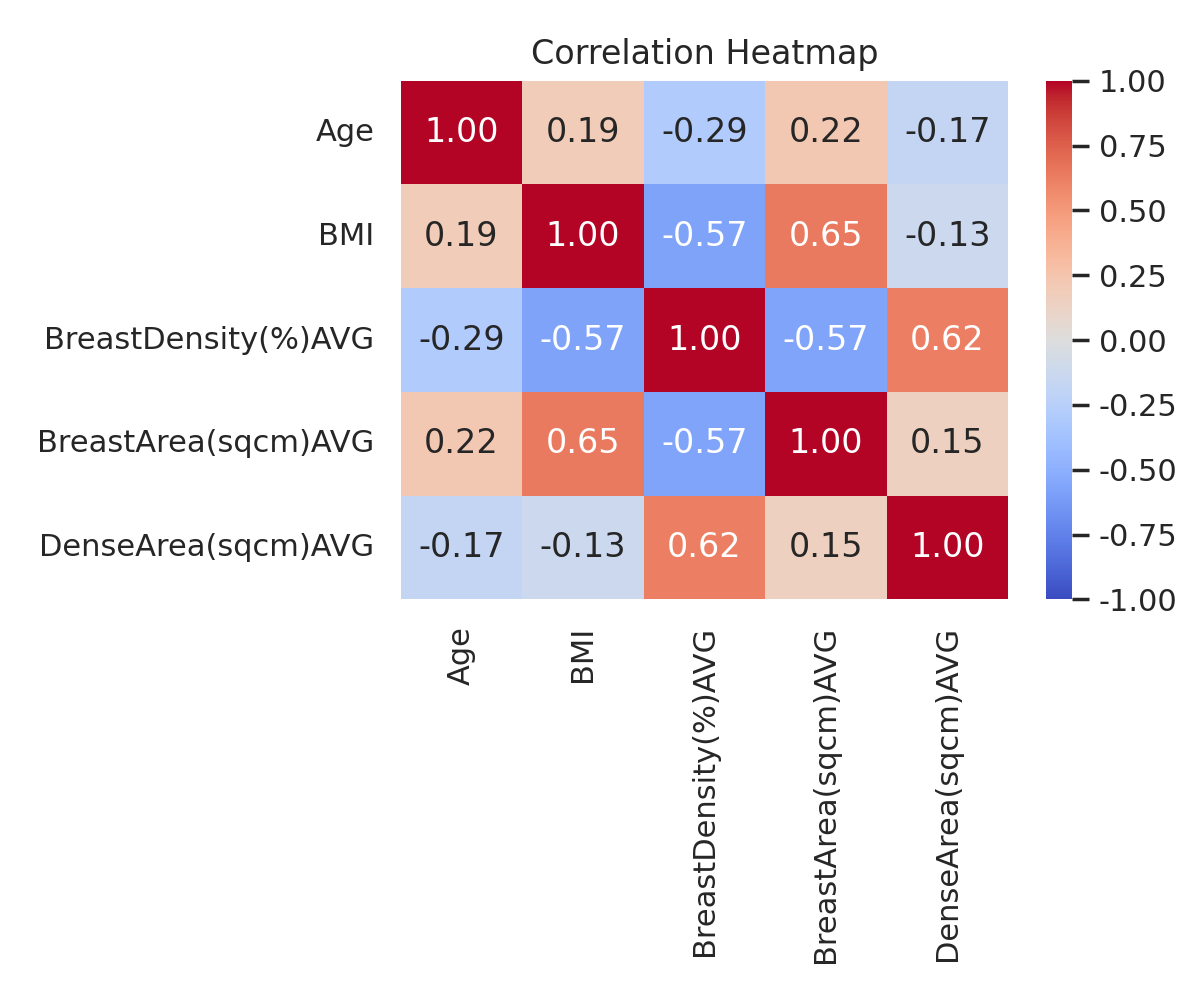 Correlation Heatmap
Age 1.00 0.19 -0.29 0.22 -0.17
BMI 0.19 1.00 -0.57 0.65 -0.13
BreastDensity(%)AVG -0.29 -0.57 1.00 -0.57 0.62
BreastArea(sqcm)AVG 0.22 0.65 -0.57 1.00 0.15
DenseArea(sqcm)AVG -0.17 -0.13 0.62 0.15 1.00
Age
BMI
BreastDensity(%)AVG
BreastArea(sqcm)AVG
DenseArea(sqcm)AVG
1.00
0.75
0.50
0.25
0.00
-0.25
-0.50
-0.75
-1.00